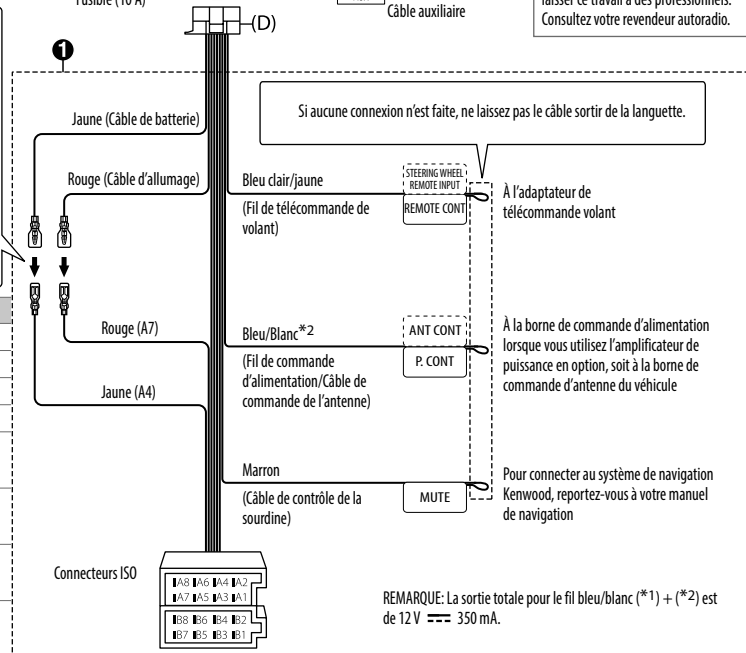 Câble auxiliaire
laisser ce travail à des professionnels.
Consultez votre revendeur autoradio.
(D)
1
Si aucune connexion n'est faite, ne laissez pas le câble sortir de la languette.
Jaune (Câble de batterie)
Rouge (Câble d'allumage)
Bleu clair/jaune
(Fil de télécommande de
volant)
STEERING WHEEL
REMOTE INPUT
REMOTE CONT
À l'adaptateur de
télécommande volant
Rouge (A7)
Jaune (A4)
Bleu/Blanc*2
(Fil de commande
d'alimentation/Câble de
commande de l'antenne)
ANT CONT
P. CONT
À la borne de commande d'alimentation
lorsque vous utilisez l'amplificateur de
puissance en option, soit à la borne de
commande d'antenne du véhicule
Marron
(Câble de contrôle de la
sourdine)
MUTE
Pour connecter au système de navigation
Kenwood, reportez-vous à votre manuel
de navigation
Connecteurs ISO
A8 A6 A4 A2
A7 A5 A3 A1
B8 B6 B4 B2
B7 B5 B3 B1
REMARQUE: La sortie totale pour le fil bleu/blanc (*1) + (*2) est
de 12 V ⎓ 350 mA.